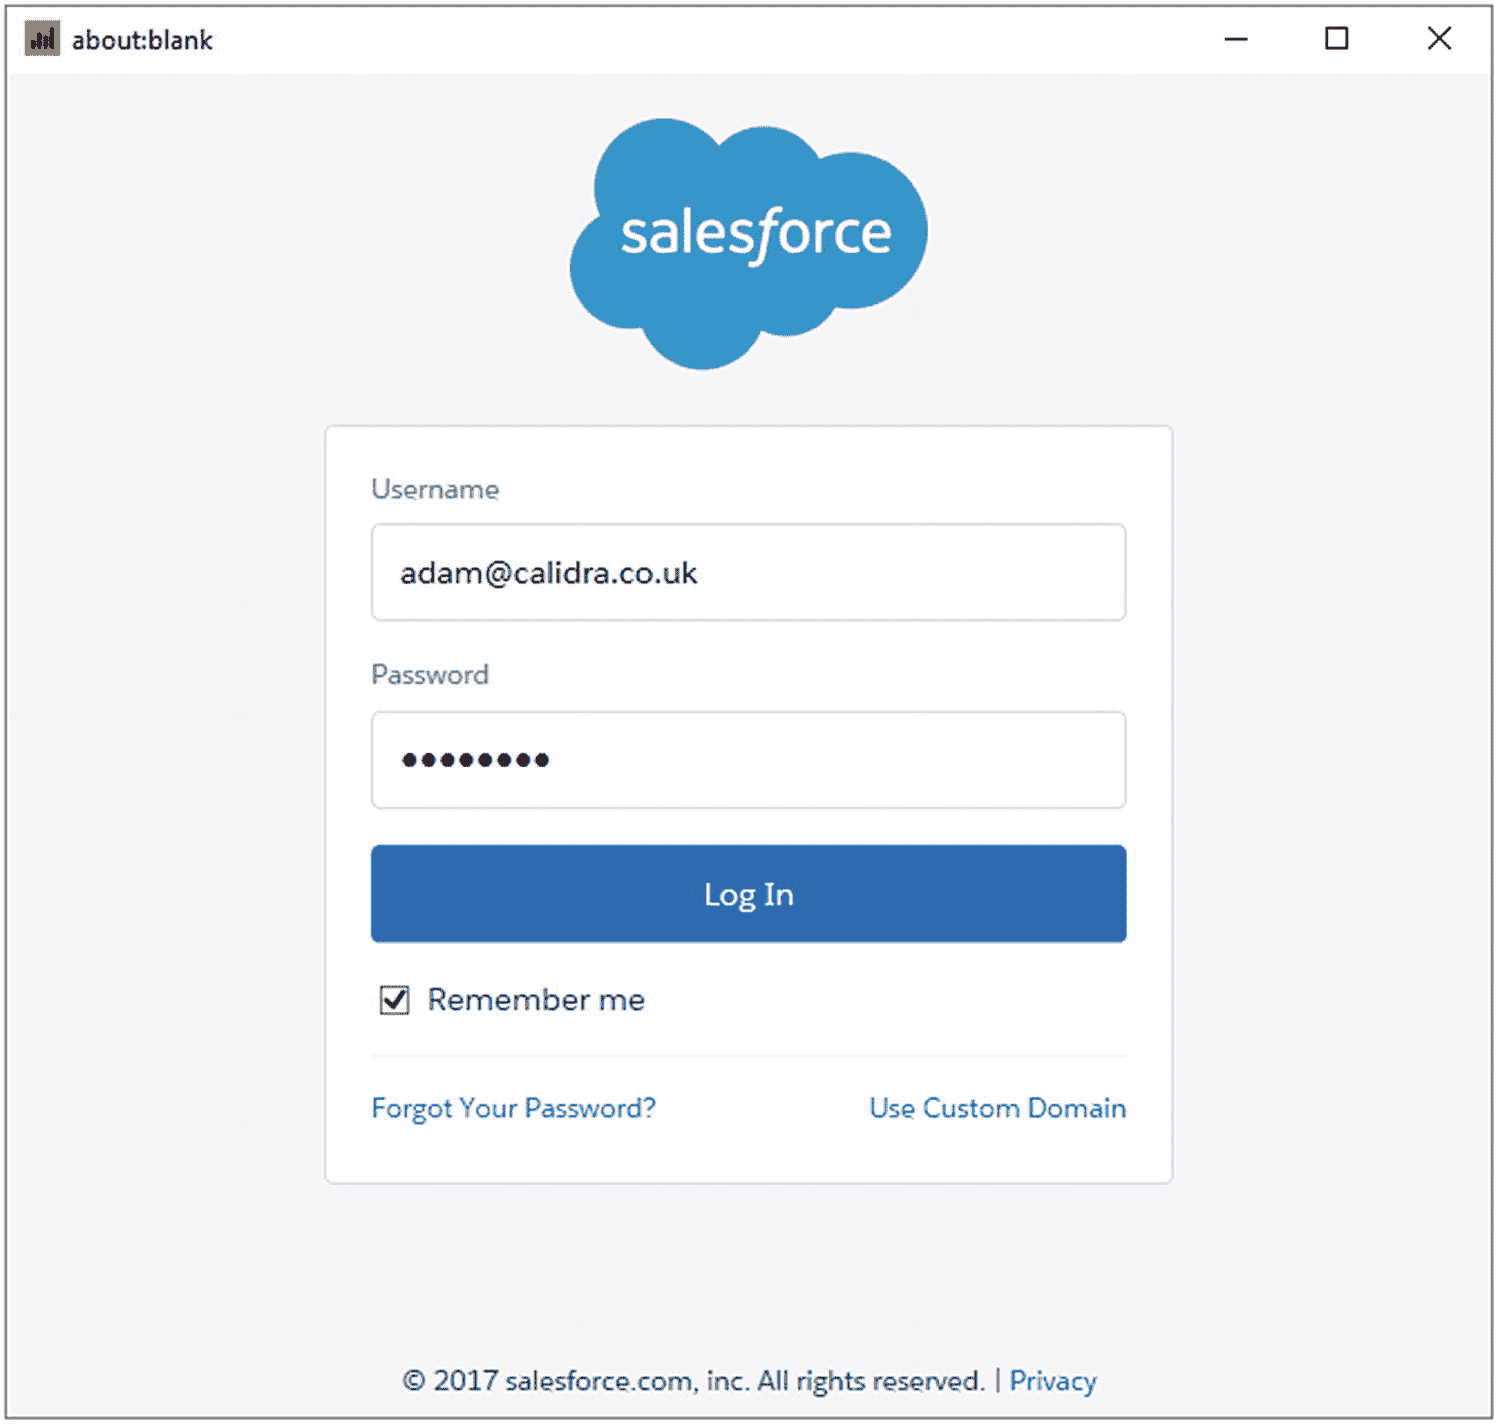 about:blank
salesforce
Username
adam@calidra.co.uk
Password
••••••••
Log In
Remember me
Forgot Your Password? Use Custom Domain
© 2017 salesforce.com, inc. All rights reserved. | Privacy